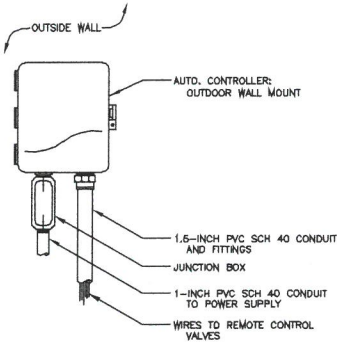 OUTSIDE WALL
AUTO. CONTROLLER:
OUTDOOR WALL MOUNT
1.5-INCH PVC SCH 40 CONDUIT
AND FITTINGS
JUNCTION BOX
1-INCH PVC SCH 40 CONDUIT
TO POWER SUPPLY
WIRES TO REMOTE CONTROL
VALVES